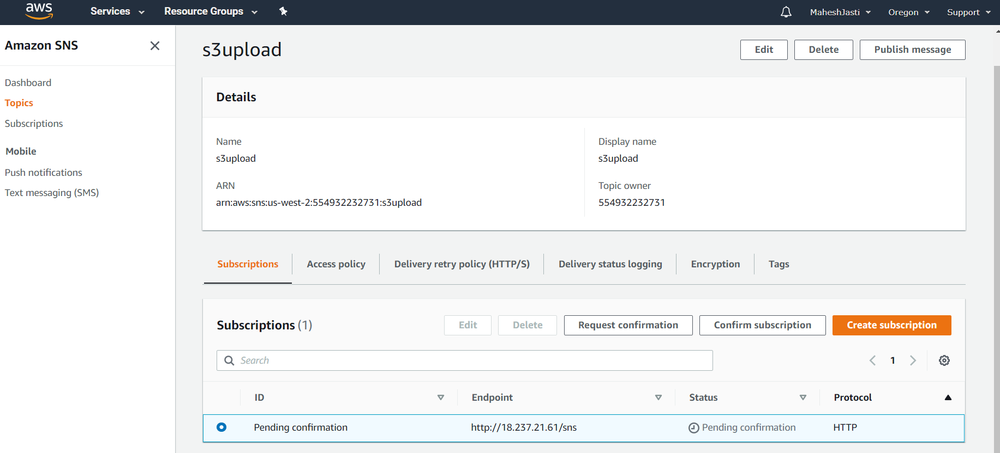 aws Services Resource Groups MaheshJasti Oregon Support
Amazon SNS
Dashboard
Topics
Subscriptions
Mobile
Push notifications
Text messaging (SMS)
s3upload Edit Delete Publish message
Details
Name Display name
s3upload s3upload
ARN Topic owner
arn:aws:sns:us-west-2:554932232731:s3upload 554932232731
Subscriptions Access policy Delivery retry policy (HTTP/S) Delivery status logging Encryption Tags
Subscriptions (1) Edit Delete Request confirmation Confirm subscription Create subscription
Search 1
ID Endpoint Status Protocol
Pending confirmation http://18.237.21.61/sns Pending confirmation HTTP